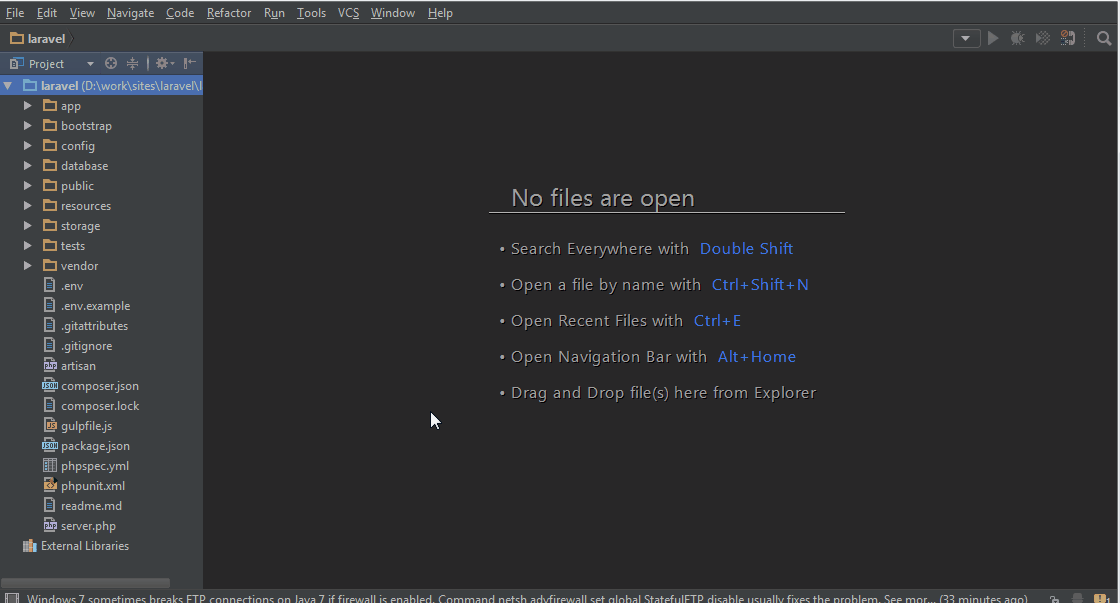 File Edit View Navigate Code Refactor Run Tools VCS Window Help
laravel
Project
laravel (D:\work\sites\laravel\l
app
bootstrap
config
database
public
resources
storage
tests
vendor
.env
.env.example
.gitattributes
.gitignore
artisan
composer.json
composer.lock
gulpfile.js
package.json
phpspec.yml
phpunit.xml
readme.md
server.php
External Libraries
No files are open
• Search Everywhere with Double Shift
• Open a file by name with Ctrl+Shift+N
• Open Recent Files with Ctrl+E
• Open Navigation Bar with Alt+Home
• Drag and Drop file(s) here from Explorer
Windows 7 sometimes breaks FTP connections on Java 7 if firewall is enabled. Command netsh advfirewall set global StatefulFTP disable usually fixes the problem. See mor... (33 minutes ago)